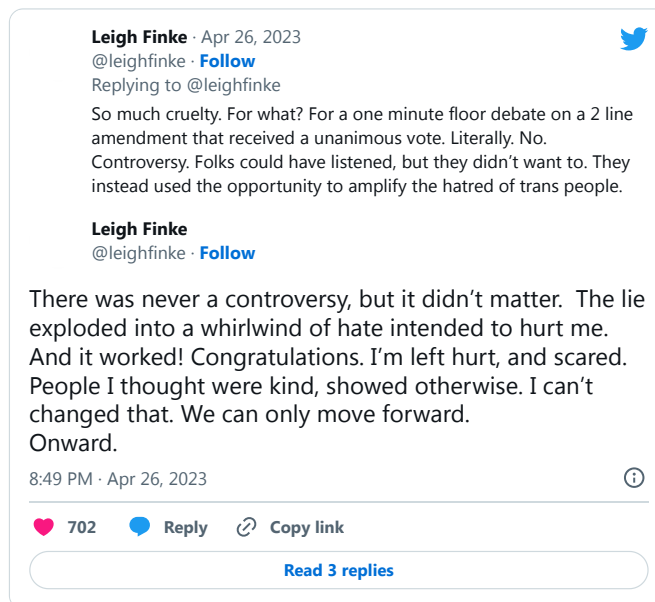 Leigh Finke · Apr 26, 2023
@leighfinke · Follow
Replying to @leighfinke
So much cruelty. For what? For a one minute floor debate on a 2 line
amendment that received a unanimous vote. Literally. No.
Controversy. Folks could have listened, but they didn't want to. They
instead used the opportunity to amplify the hatred of trans people.
Leigh Finke
@leighfinke · Follow
There was never a controversy, but it didn't matter.  The lie
exploded into a whirlwind of hate intended to hurt me.
And it worked! Congratulations. I'm left hurt, and scared.
People I thought were kind, showed otherwise. I can't
changed that. We can only move forward.
Onward.
8:49 PM · Apr 26, 2023
702 Reply Copy link
Read 3 replies